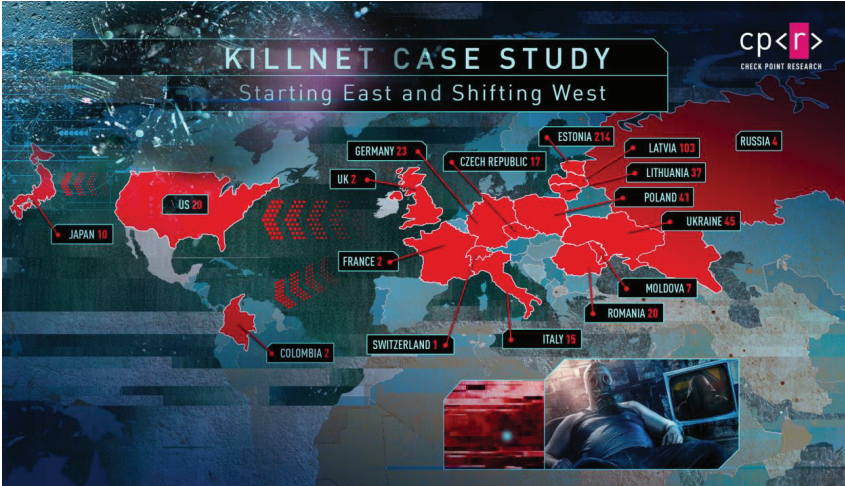 KILLNET CASE STUDY
Starting East and Shifting West
cp<r>
CHECK POINT RESEARCH
ESTONIA 214
GERMANY 23
LATVIA 103
RUSSIA 4
CZECH REPUBLIC 17
UK 2
LITHUANIA 37
POLAND 41
US 20
UKRAINE 45
JAPAN 10
FRANCE 2
MOLDOVA 7
ROMANIA 20
SWITZERLAND 1
ITALY 15
COLOMBIA 2